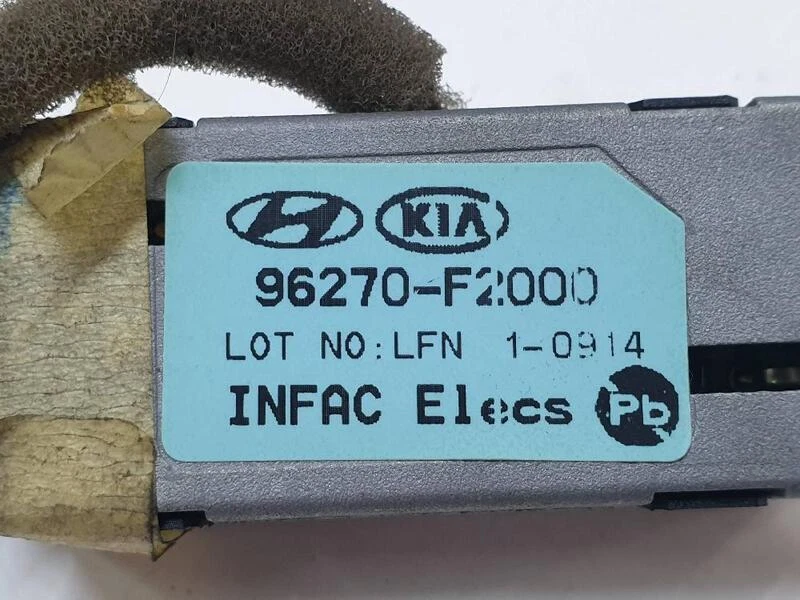 KIA
96270-F2000
LOT NO:LFN 1-0914
INFAC Elecs Pb